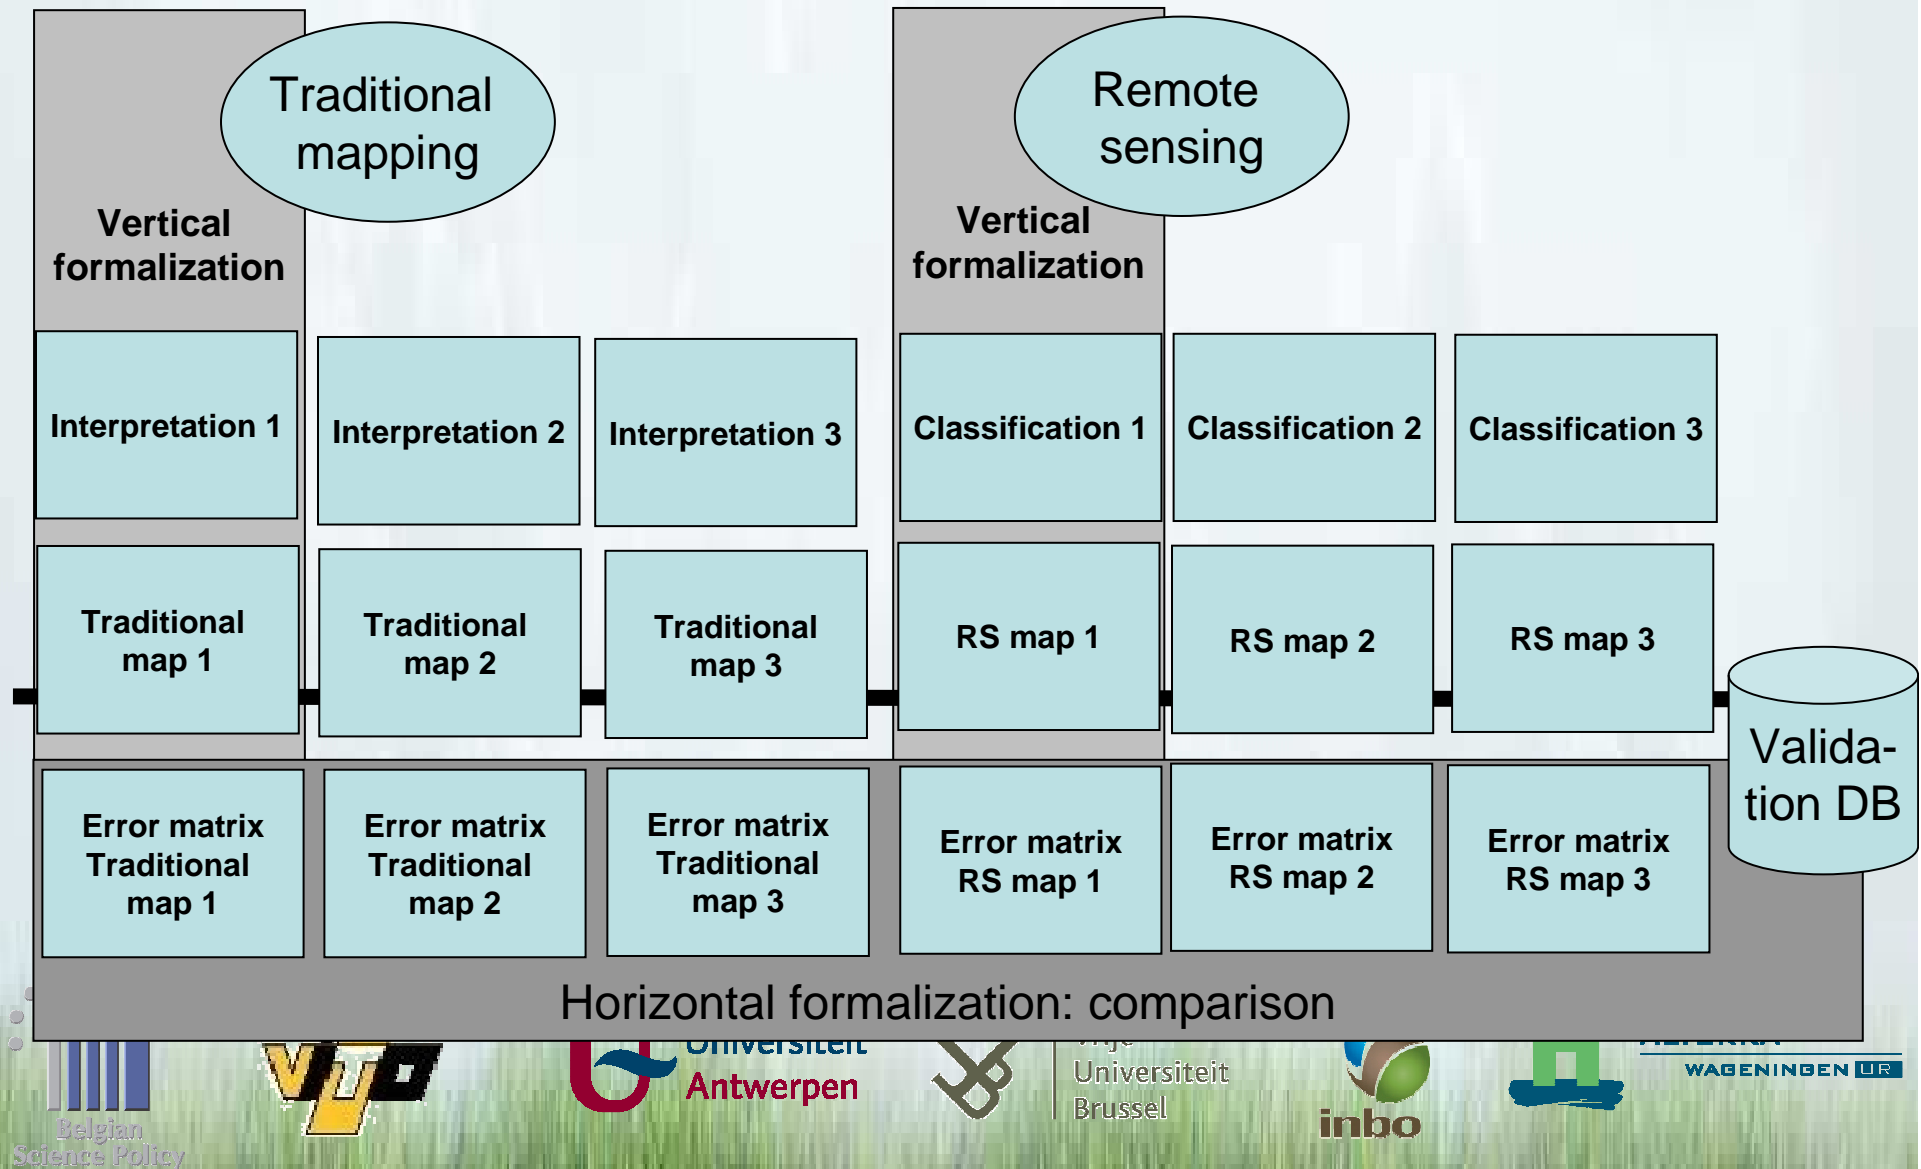 Traditional
mapping
Remote
sensing
Vertical
formalization
Vertical
formalization
Interpretation 1
Interpretation 2
Interpretation 3
Classification 1
Classification 2
Classification 3
Traditional
map 1
Traditional
map 2
Traditional
map 3
RS map 1
RS map 2
RS map 3
Valida-
tion DB
Error matrix
Traditional
map 1
Error matrix
Traditional
map 2
Error matrix
Traditional
map 3
Error matrix
RS map 1
Error matrix
RS map 2
Error matrix
RS map 3
Horizontal formalization: comparison
Belgian
Science Policy
Universiteit
Antwerpen
Universiteit
Brussel
inbo
WAGENINGEN UR